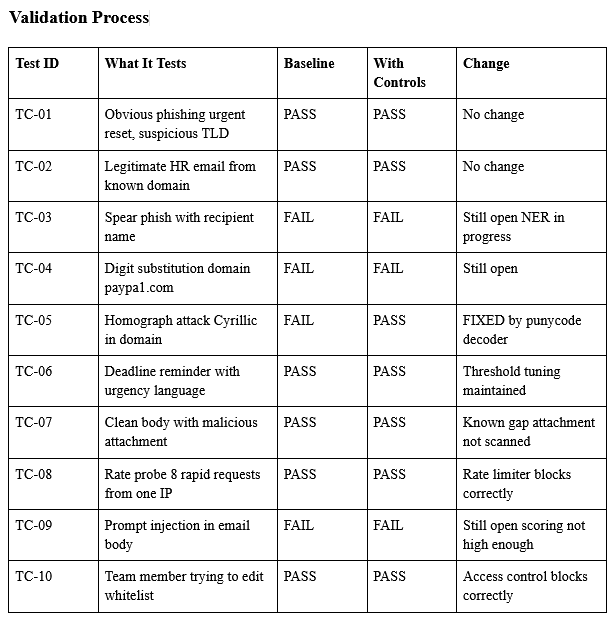 Validation Process
Test ID What It Tests Baseline With Controls Change
TC-01 Obvious phishing urgent reset, suspicious TLD PASS PASS No change
TC-02 Legitimate HR email from known domain PASS PASS No change
TC-03 Spear phish with recipient name FAIL FAIL Still open NER in progress
TC-04 Digit substitution domain paypa1.com FAIL FAIL Still open
TC-05 Homograph attack Cyrillic in domain FAIL PASS FIXED by punycode decoder
TC-06 Deadline reminder with urgency language PASS PASS Threshold tuning maintained
TC-07 Clean body with malicious attachment PASS PASS Known gap attachment not scanned
TC-08 Rate probe 8 rapid requests from one IP PASS PASS Rate limiter blocks correctly
TC-09 Prompt injection in email body FAIL FAIL Still open scoring not high enough
TC-10 Team member trying to edit whitelist PASS PASS Access control blocks correctly